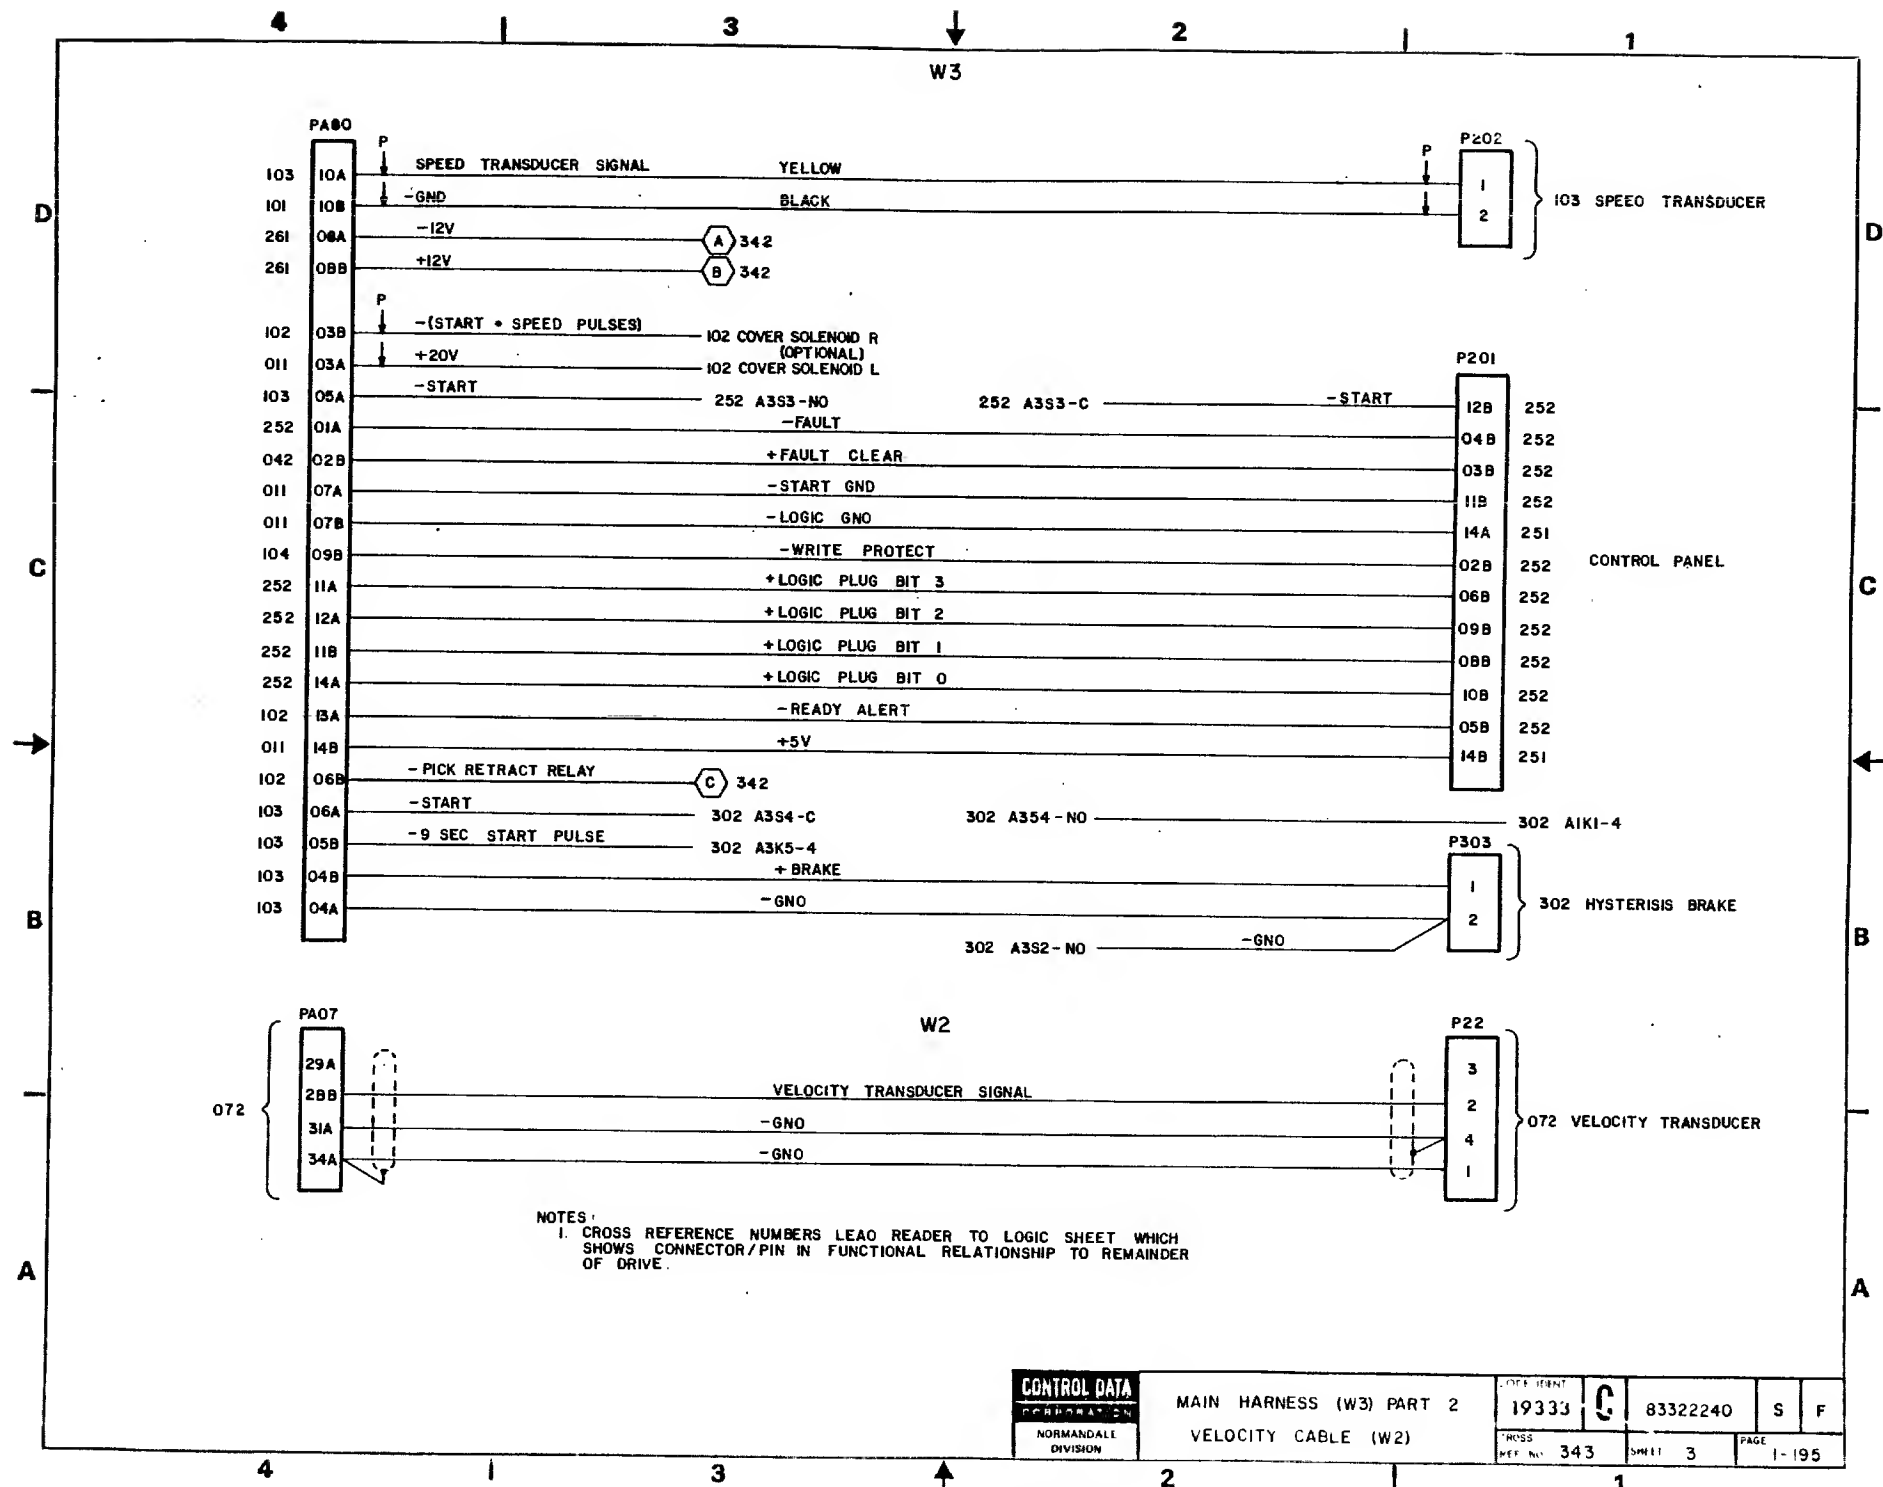 4 3 2 1
W3
PA80
P P P202
103 10A SPEED TRANSDUCER SIGNAL YELLOW 1
101 10B -GND BLACK 2 103 SPEEO TRANSDUCER
D D
261 08A -12V A 342
261 08B +12V B 342
P
102 03B -(START • SPEED PULSES) 102 COVER SOLENOID R
(OPTIONAL)
011 03A +20V 102 COVER SOLENOID L
P201
103 05A -START 252 A3S3-NO 252 A3S3-C -START 12B 252
252 01A -FAULT 04B 252
042 02B +FAULT CLEAR 03B 252
011 07A -START GND 11B 252
011 07B -LOGIC GNO 14A 251
104 09B -WRITE PROTECT 02B 252 CONTROL PANEL
C C
252 11A +LOGIC PLUG BIT 3 06B 252
252 12A +LOGIC PLUG BIT 2 09B 252
252 11B +LOGIC PLUG BIT 1 08B 252
252 14A +LOGIC PLUG BIT 0 10B 252
102 13A -READY ALERT 05B 252
011 14B +5V 14B 251
102 06B -PICK RETRACT RELAY C 342
103 06A -START 302 A3S4-C 302 A354-NO 302 A1K1-4
103 05B -9 SEC START PULSE 302 A3K5-4
P303
103 04B +BRAKE 1
103 04A -GNO 2 302 HYSTERISIS BRAKE
B B
302 A3S2-NO -GNO
PA07 W2 P22
29A 3
28B VELOCITY TRANSDUCER SIGNAL 2
072 31A -GNO 4 072 VELOCITY TRANSDUCER
34A -GNO 1
NOTES:
1. CROSS REFERENCE NUMBERS LEAO READER TO LOGIC SHEET WHICH
SHOWS CONNECTOR/PIN IN FUNCTIONAL RELATIONSHIP TO REMAINDER
OF DRIVE.
A A
CONTROL DATA
CORPORATION
NORMANDALE
DIVISION
MAIN HARNESS (W3) PART 2
VELOCITY CABLE (W2)
CODE IDENT
19333 C 83322240 S F
CROSS
REF NO 343 SHEET 3 PAGE 1-195
4 3 2 1